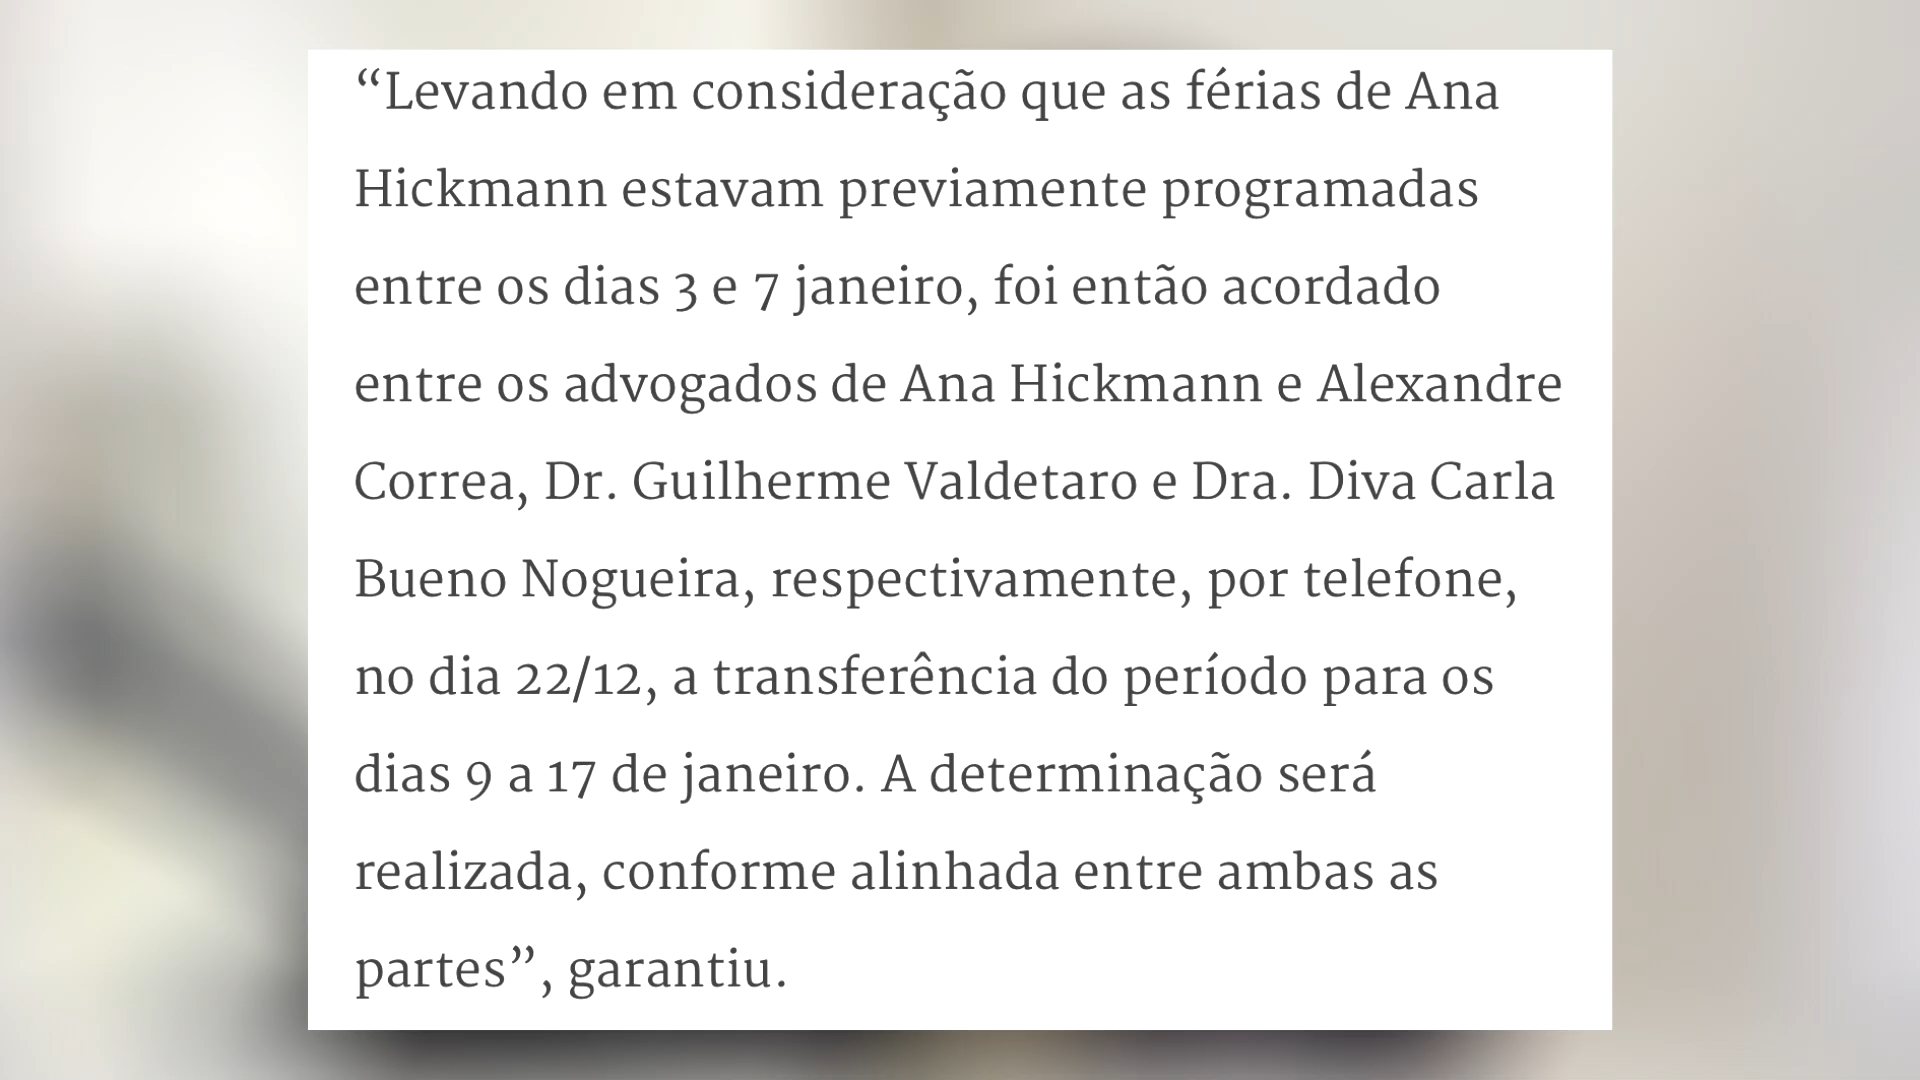 “Levando em consideração que as férias de Ana
Hickmann estavam previamente programadas
entre os dias 3 e 7 janeiro, foi então acordado
entre os advogados de Ana Hickmann e Alexandre
Correa, Dr. Guilherme Valdetaro e Dra. Diva Carla
Bueno Nogueira, respectivamente, por telefone,
no dia 22/12, a transferência do período para os
dias 9 a 17 de janeiro. A determinação será
realizada, conforme alinhada entre ambas as
partes”, garantiu.